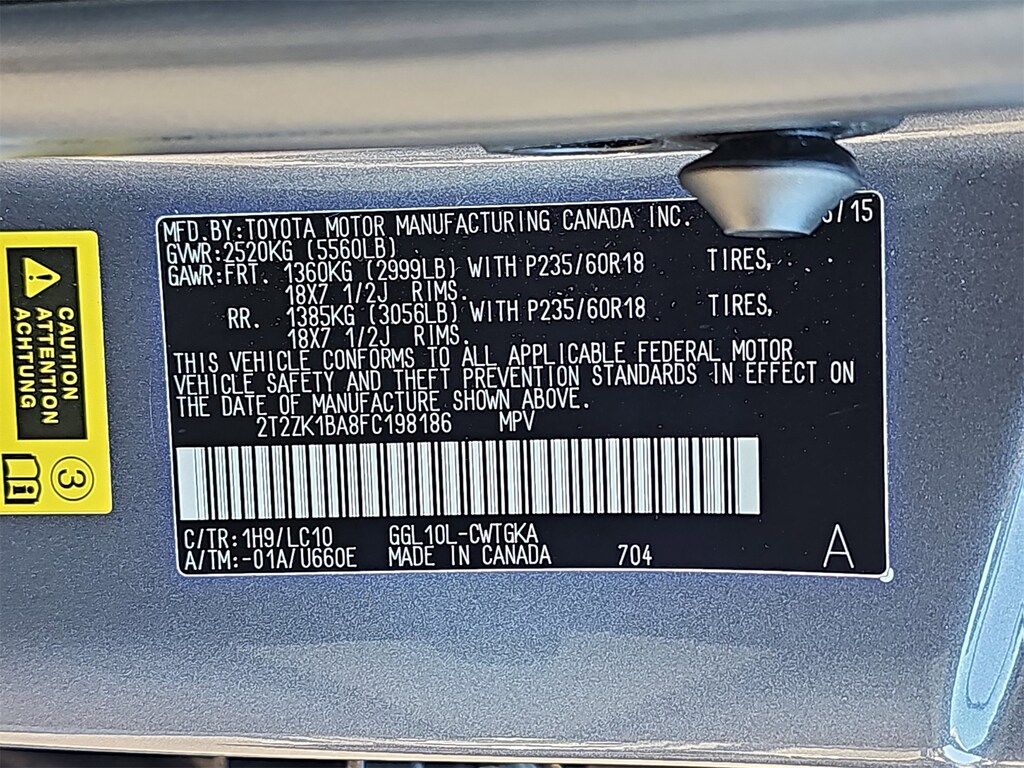 MFD.BY:TOYOTA MOTOR MANUFACTURING CANADA INC. /15
GVWR:2520KG (5560LB)
GAWR:FRT. 1360KG (2999LB) WITH P235/60R18 TIRES,
18X7 1/2J RIMS.
RR. 1385KG (3056LB) WITH P235/60R18 TIRES,
18X7 1/2J RIMS.
THIS VEHICLE CONFORMS TO ALL APPLICABLE FEDERAL MOTOR
VEHICLE SAFETY AND THEFT PREVENTION STANDARDS IN EFFECT ON
THE DATE OF MANUFACTURE SHOWN ABOVE.
2T2ZK1BA8FC198186 MPV
C/TR:1H9/LC10 GGL10L-CWTGKA
A/TM:-01A/U660E MADE IN CANADA 704 A
CAUTION
ATTENTION
ACHTUNG
3